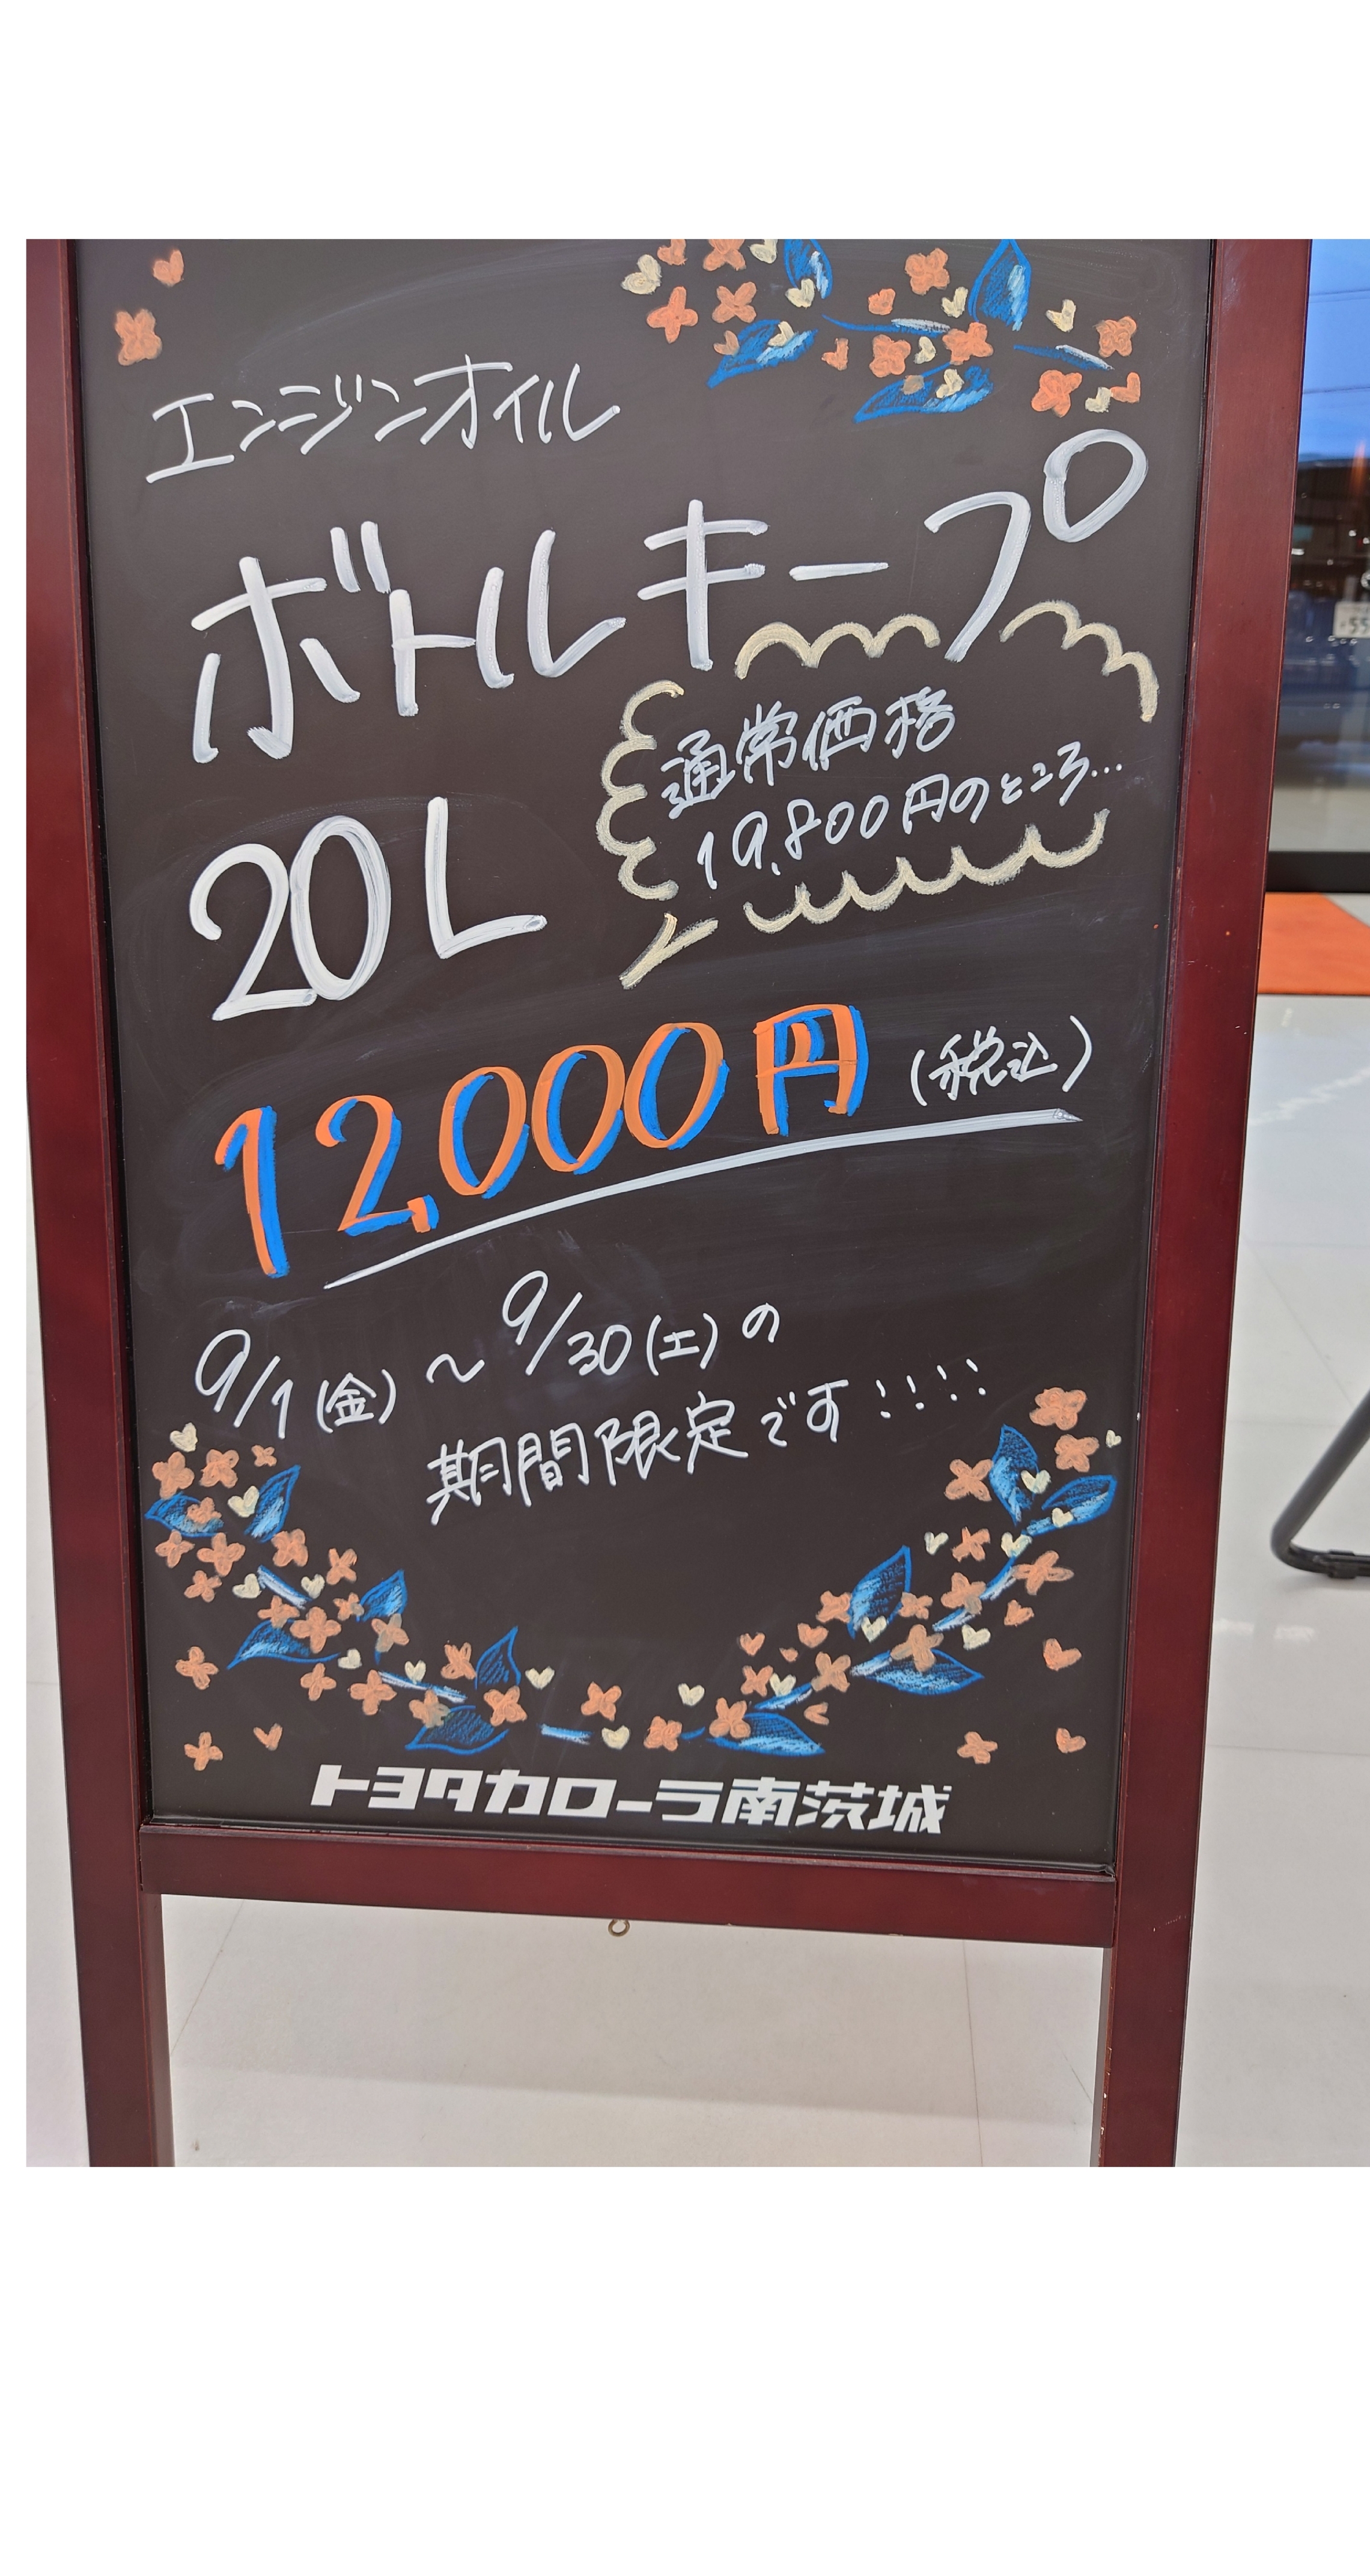 エンジンオイル
ボトルキープ
通常価格
19,800円のところ...
20L
12,000円 (税込)
9/1(金)～9/30(土)の
期間限定です!!!!
トヨタカローラ南茨城